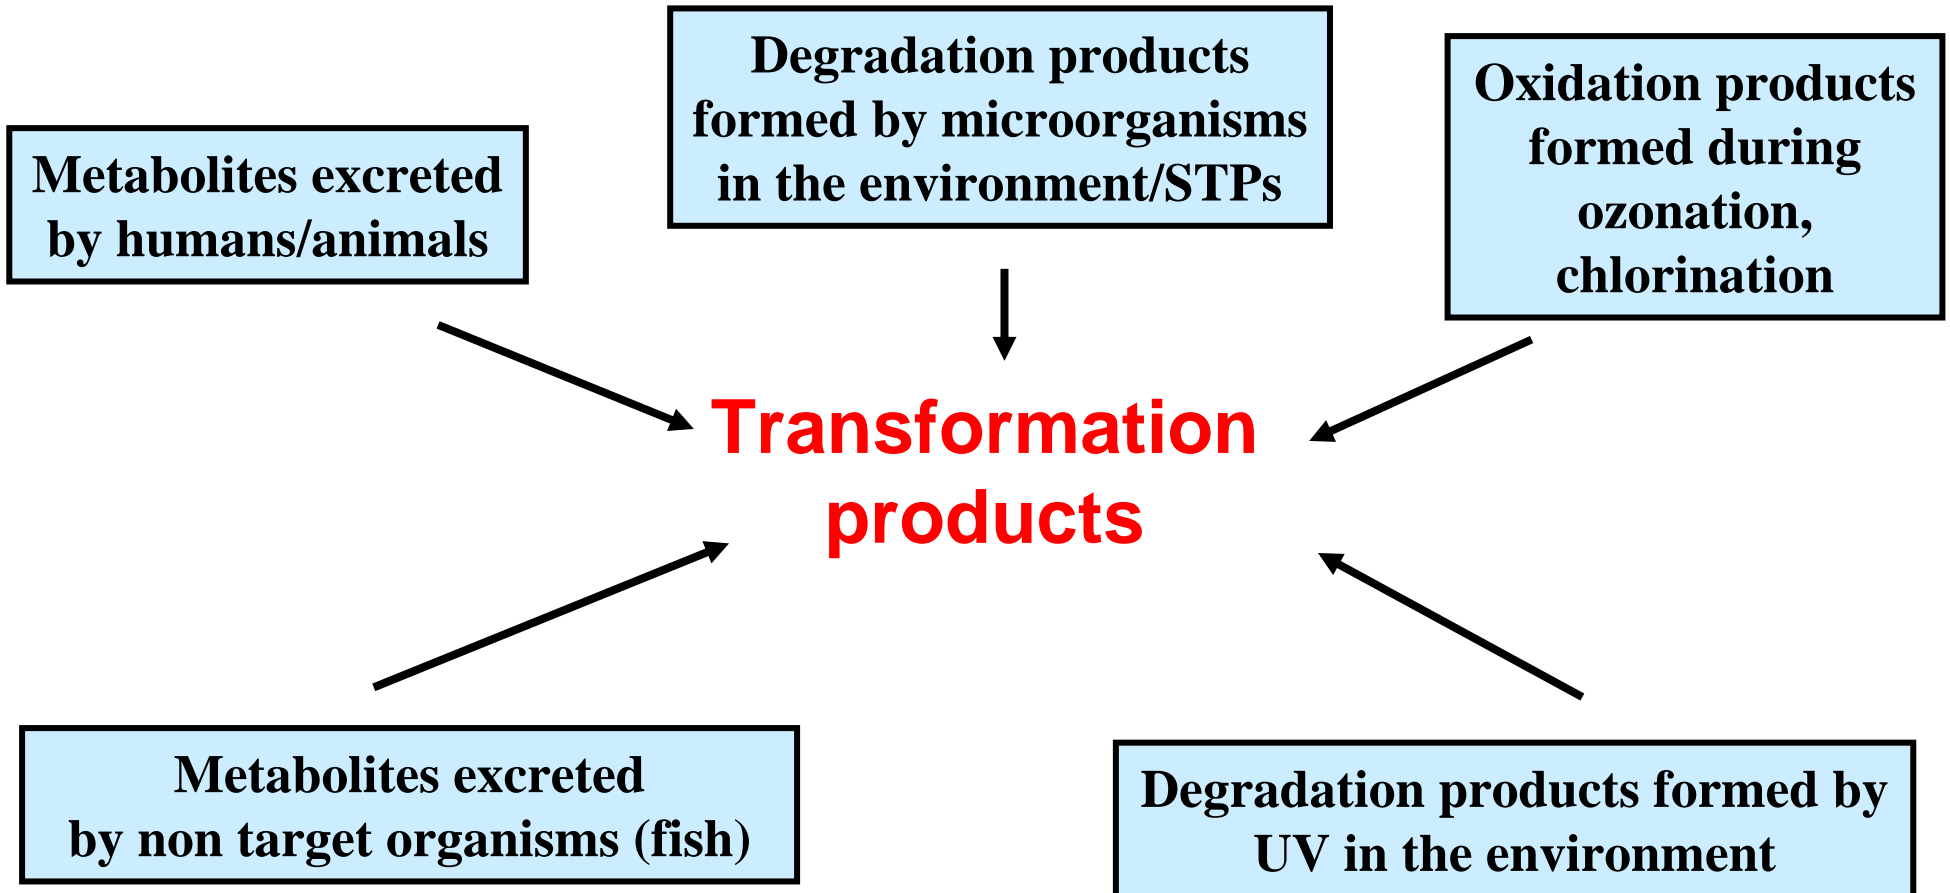 Degradation products
formed by microorganisms
in the environment/STPs
Oxidation products
formed during
ozonation,
chlorination
Metabolites excreted
by humans/animals
Transformation
products
Metabolites excreted
by non target organisms (fish)
Degradation products formed by
UV in the environment